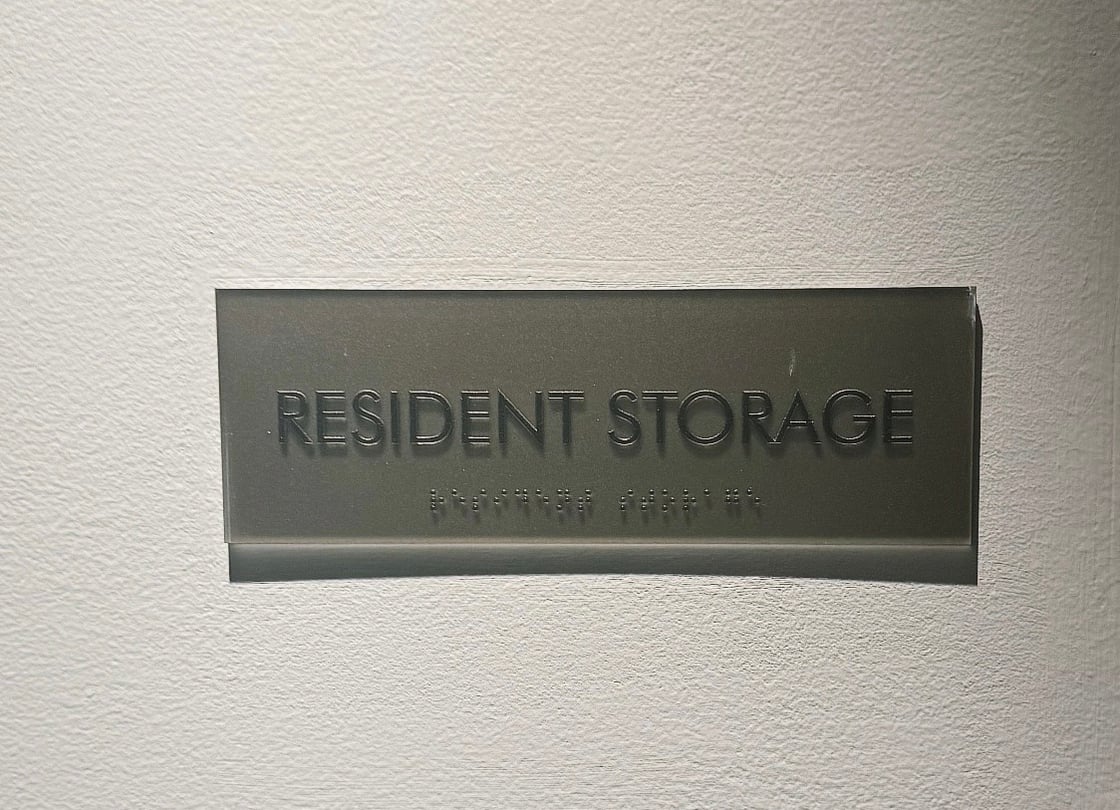 RESIDENT STORAGE
⠗⠑⠎⠊⠙⠑⠝⠞ ⠎⠞⠕⠗⠁⠛⠑